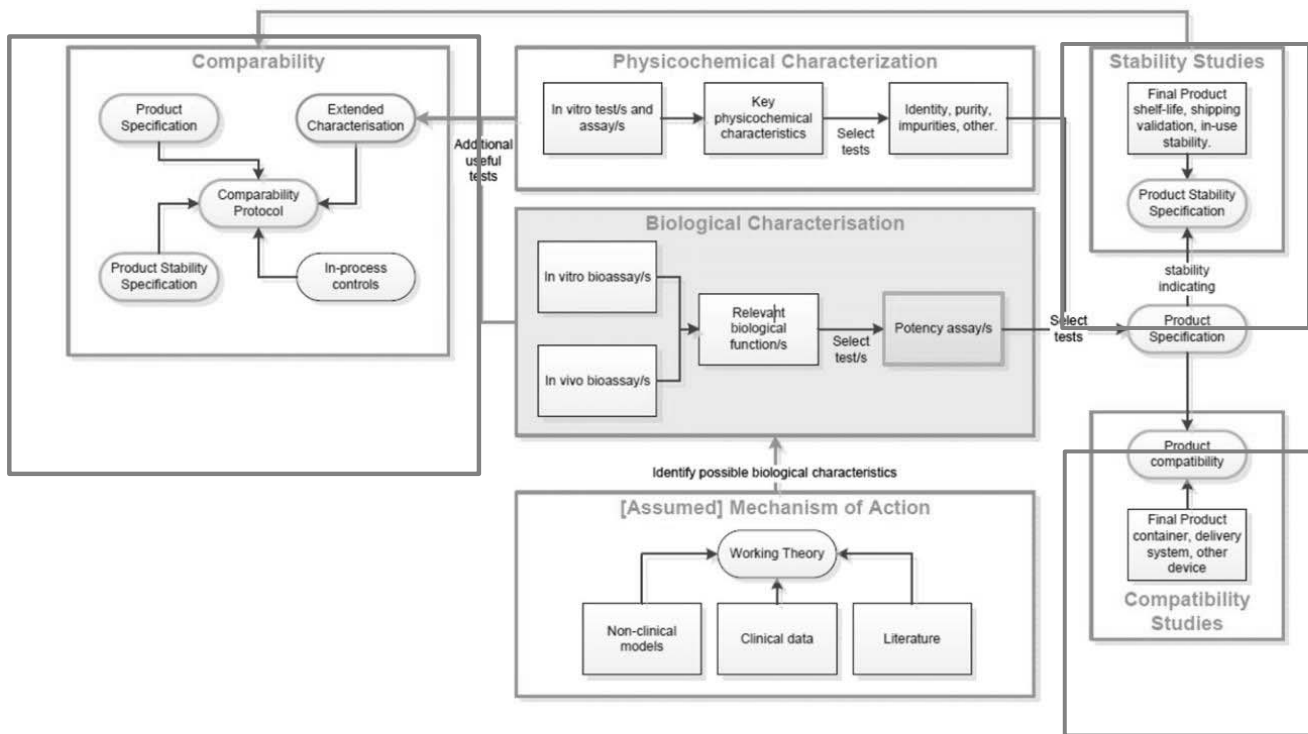 Comparability
Product
Specification
Extended
Characterisation
Comparability
Protocol
Product Stability
Specification
In-process
controls
Additional
useful
tests
Physicochemical Characterization
In vitro test/s and
assay/s
Key
physicochemical
characteristics
Select
tests
Identity, purity,
impurities, other.
Biological Characterisation
In vitro bioassay/s
In vivo bioassay/s
Relevant
biological
function/s
Select
test/s
Potency assay/s
Select
tests
Identify possible biological characteristics
[Assumed] Mechanism of Action
Working Theory
Non-clinical
models
Clinical data
Literature
Stability Studies
Final Product
shelf-life, shipping
validation, in-use
stability.
Product Stability
Specification
stability
indicating
Product
Specification
Product
compatibility
Final Product
container, delivery
system, other
device
Compatibility
Studies